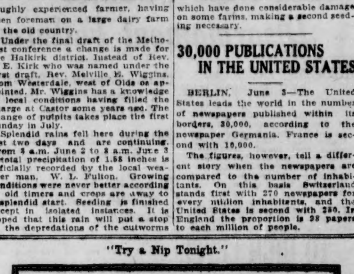 oughly experienced farmer, having
een foreman on a large dairy farm
the old country.
Under the final draft of the Metho-
st conference a change is made for
e Halkirk district. Instead of Rev.
E. Kirk who was named under the
rst draft, Rev. Melville E. Wiggins,
rom Westerdale, west of Olds is ap-
inted. Mr. Wiggins has a knowledge
local conditions having filled the
arge at Castor some years ago. The
ange of pulpits takes place the first
unday in July.
Splendid rains fell here during the
st two days and are continuing.
rom 8 a.m. June 2 to 8 a.m. June 3
total precipitation of 1.58 inches is
ficially recorded by the local wea-
er man, W. L. Fulton. Growing
nditions were never better according
old timers and crops are away to
splendid start. Seeding is finished
cept in isolated instances. It is
oped that this rain will put a stop
the depredations of the cutworms
which have done considerable damage
on some farms, making a second seed-
ing necessary.
30,000 PUBLICATIONS
IN THE UNITED STATES
BERLIN, June 3—The United
States leads the world in the number
of newspapers published within its
borders, 30,000, according to the
newspaper Germania. France is sec-
ond with 10,000.
The figures, however, tell a differ-
ent story when the newspapers are
compared to the number of inhabi-
tants. On this basis Switzerland
stands first with 270 newspapers for
every million inhabitants, and the
United States is second with 280. In
England the proportion is 98 papers
to each million of people.
"Try a Nip Tonight."